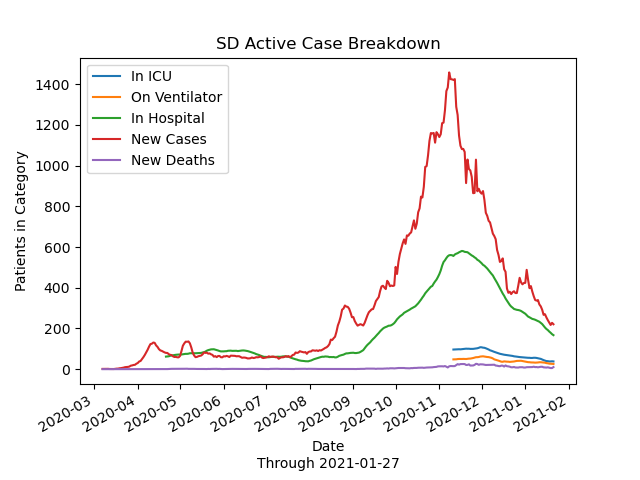 SD Active Case Breakdown
In ICU
On Ventilator
In Hospital
New Cases
New Deaths
Patients in Category
1400
1200
1000
800
600
400
200
0
2020-03
2020-04
2020-05
2020-06
2020-07
2020-08
2020-09
2020-10
2020-11
2020-12
2021-01
2021-02
Date
Through 2021-01-27